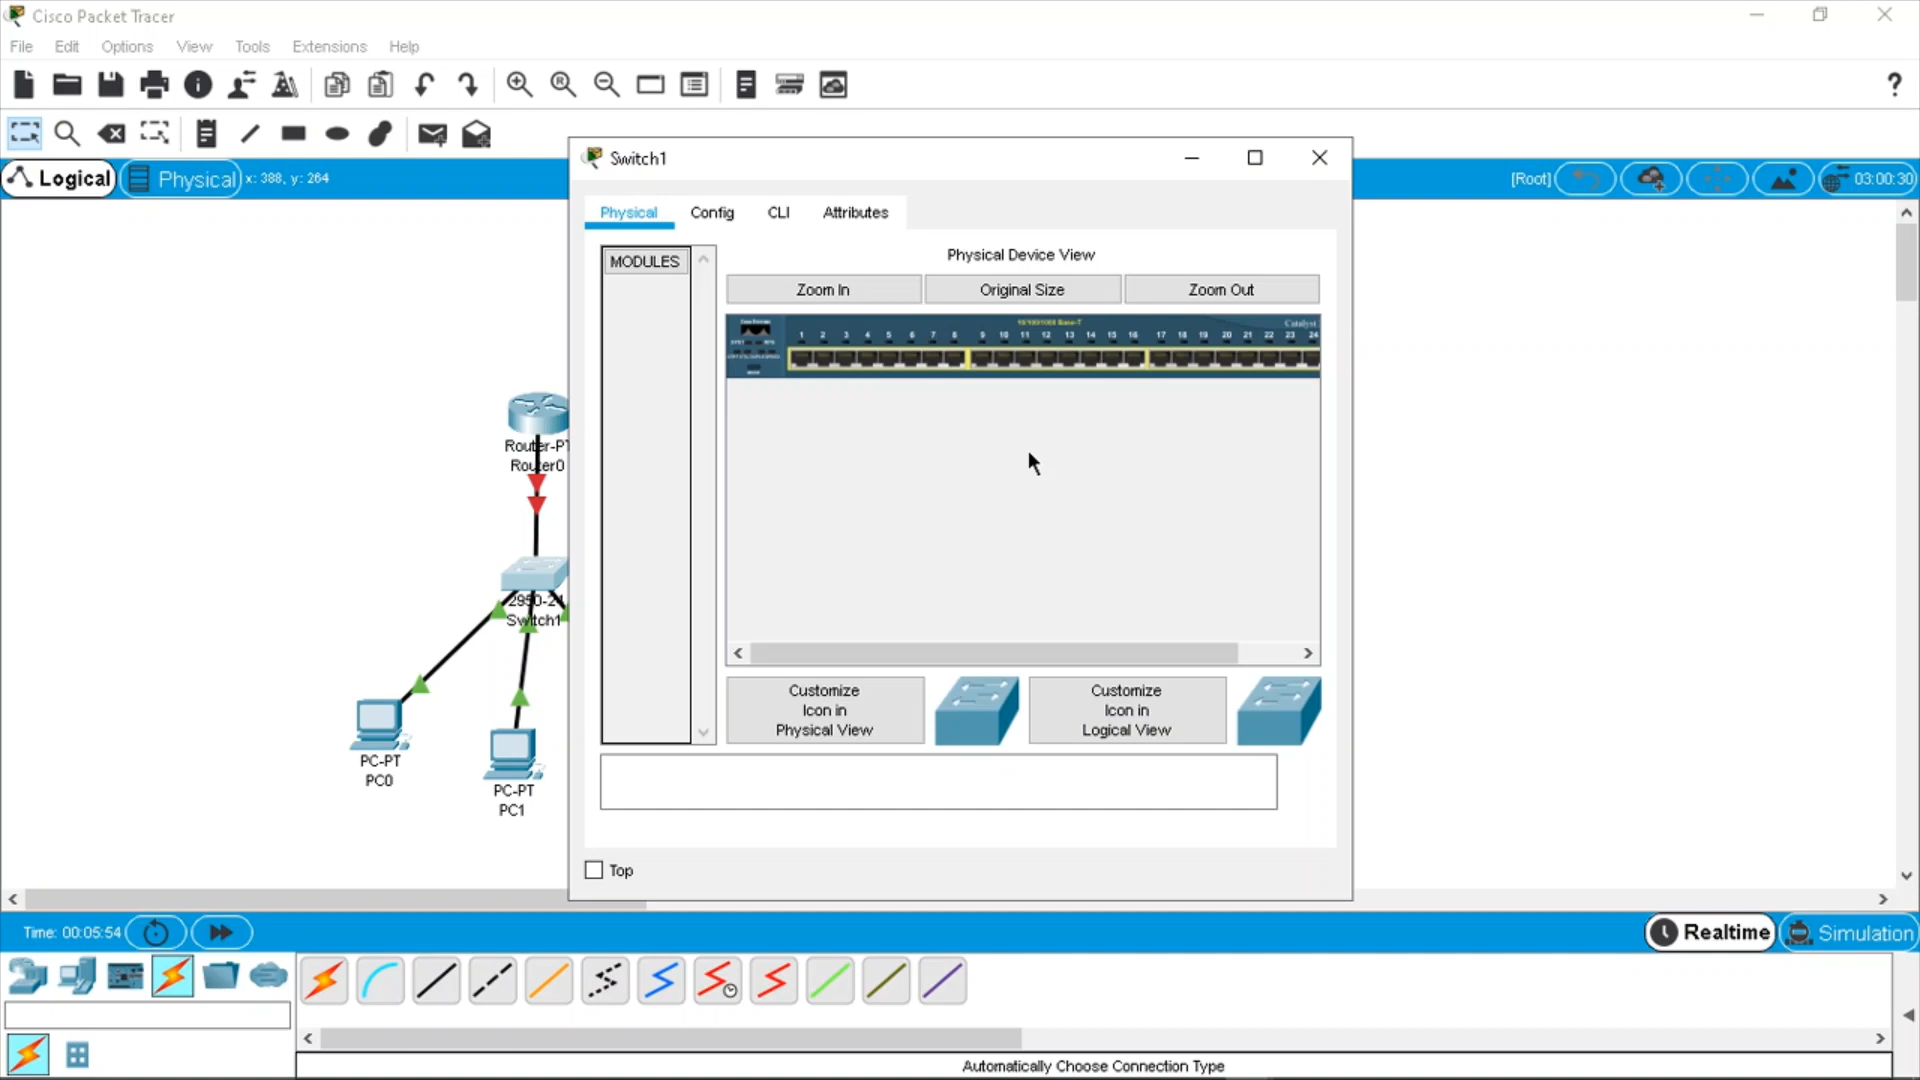 Cisco Packet Tracer
File Edit Options View Tools Extensions Help
?
Logical Physical x: 388, y: 264 [Root] 03:00:30
Switch1
Physical Config CLI Attributes
MODULES
Physical Device View
Zoom In Original Size Zoom Out
Catalyst
1 2 3 4 5 6 7 8 9 10 11 12 13 14 15 16 17 18 19 20 21 22 23 24
Router-PT
Router0
2950-24
Switch1
PC-PT
PC0
PC-PT
PC1
Customize
Icon in
Physical View
Customize
Icon in
Logical View
Top
Time: 00:05:54 Realtime Simulation
Automatically Choose Connection Type